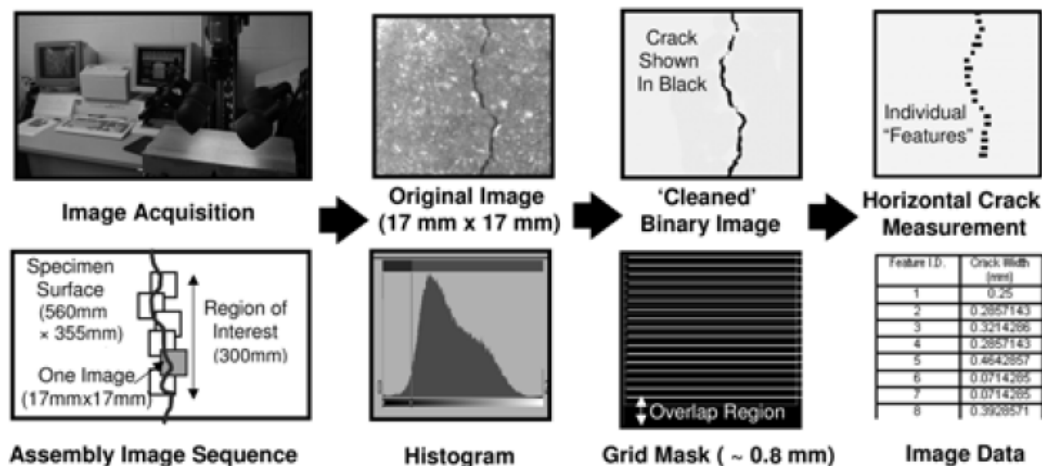 Crack
Shown
In Black
Individual
"Features"
Image Acquisition
Original Image
(17 mm x 17 mm)
'Cleaned'
Binary Image
Horizontal Crack
Measurement
Specimen
Surface
(560mm
× 355mm)
Region of
Interest
(300mm)
One Image
(17mmx17mm)
Overlap Region
Feature I.D. Crack Width
(mm)
1 0.25
2 0.2857143
3 0.3214286
4 0.2857143
5 0.4642857
6 0.0714285
7 0.0714285
8 0.3928571
Assembly Image Sequence
Histogram
Grid Mask ( ~ 0.8 mm)
Image Data